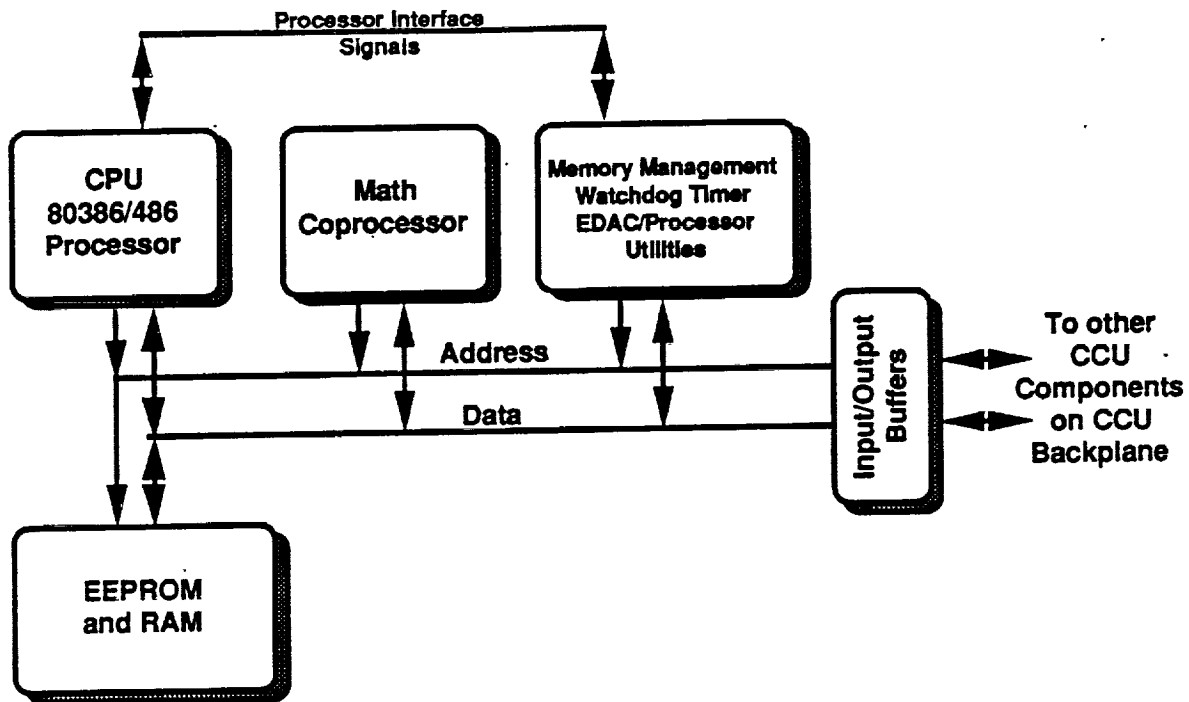 Processor Interface
Signals
CPU
80386/486
Processor
Math
Coprocessor
Memory Management
Watchdog Timer
EDAC/Processor
Utilities
Address
Data
Input/Output
Buffers
To other
CCU
Components
on CCU
Backplane
EEPROM
and RAM